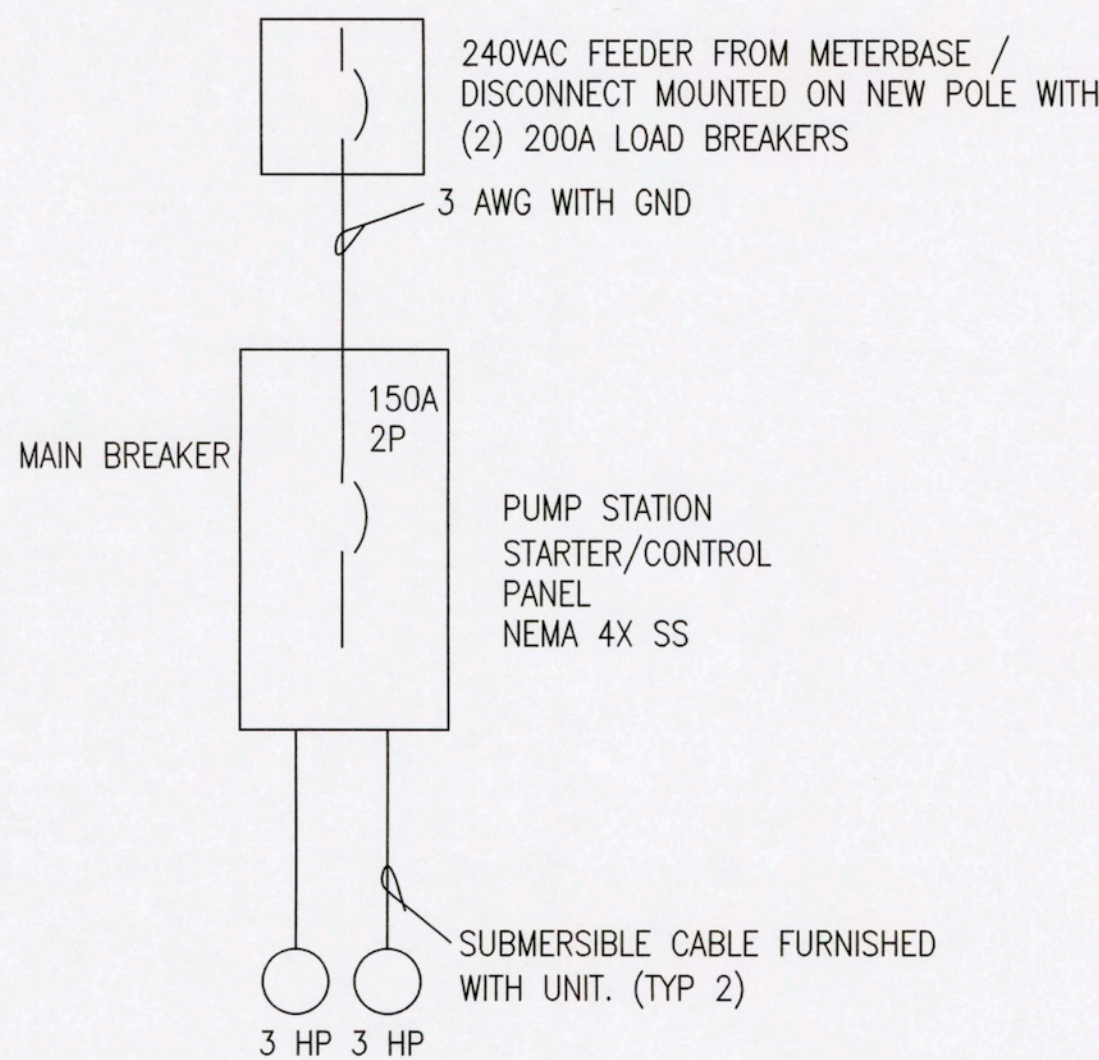 240VAC FEEDER FROM METERBASE /
DISCONNECT MOUNTED ON NEW POLE WITH
(2) 200A LOAD BREAKERS
3 AWG WITH GND
150A
2P
MAIN BREAKER
PUMP STATION
STARTER/CONTROL
PANEL
NEMA 4X SS
SUBMERSIBLE CABLE FURNISHED
WITH UNIT. (TYP 2)
3 HP 3 HP